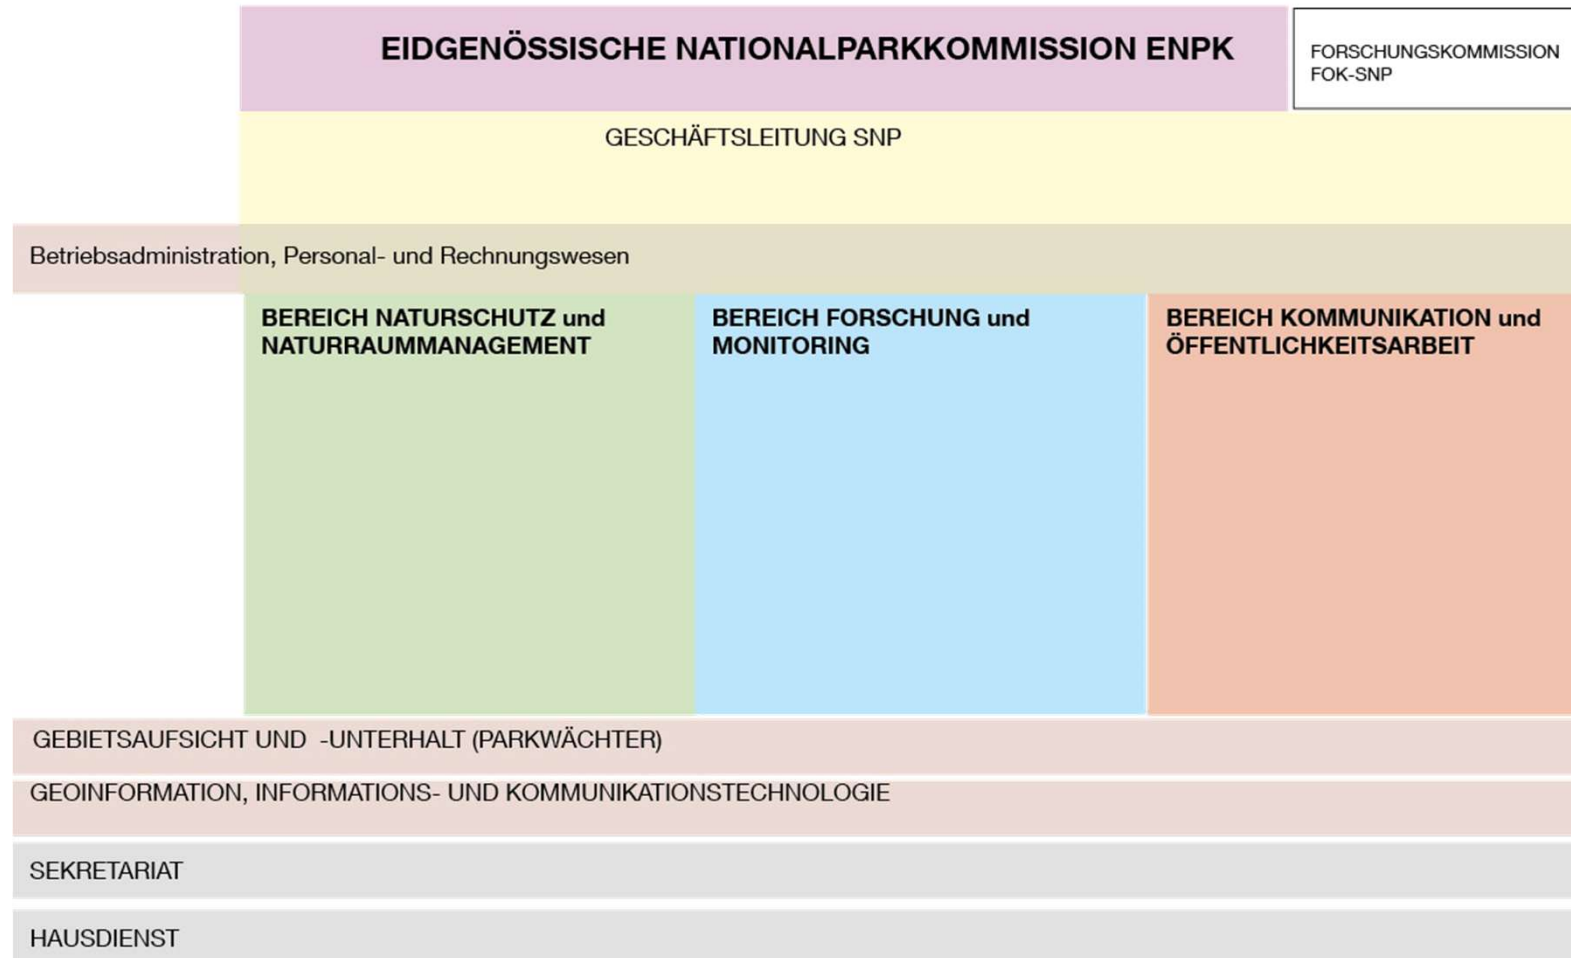 EIDGENÖSSISCHE NATIONALPARKKOMMISSION ENPK
FORSCHUNGSKOMMISSION
FOK-SNP
GESCHÄFTSLEITUNG SNP
Betriebsadministration, Personal- und Rechnungswesen
BEREICH NATURSCHUTZ und
NATURRAUMMANAGEMENT
BEREICH FORSCHUNG und
MONITORING
BEREICH KOMMUNIKATION und
ÖFFENTLICHKEITSARBEIT
GEBIETSAUFSICHT UND -UNTERHALT (PARKWÄCHTER)
GEOINFORMATION, INFORMATIONS- UND KOMMUNIKATIONSTECHNOLOGIE
SEKRETARIAT
HAUSDIENST